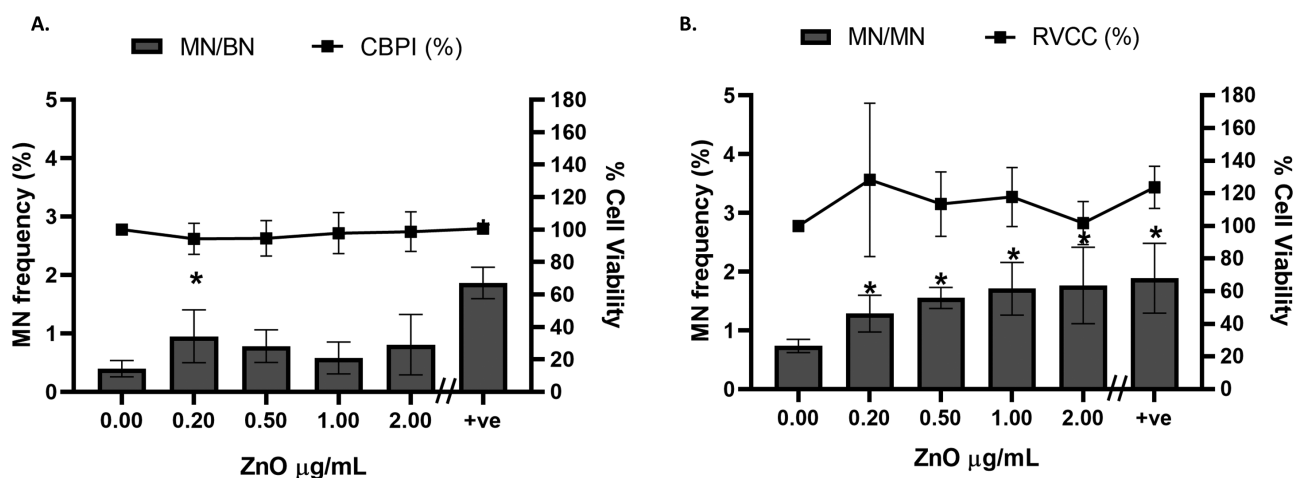 A.
MN/BN CBPI (%)
MN frequency (%)
5
4
3
2
1
0
180
160
140
120
100
80
60
40
20
0
% Cell Viability
*
*
0.00 0.20 0.50 1.00 2.00 +ve
ZnO μg/mL
B.
MN/MN RVCC (%)
MN frequency (%)
5
4
3
2
1
0
180
160
140
120
100
80
60
40
20
0
% Cell Viability
* * * * *
0.00 0.20 0.50 1.00 2.00 +ve
ZnO μg/mL